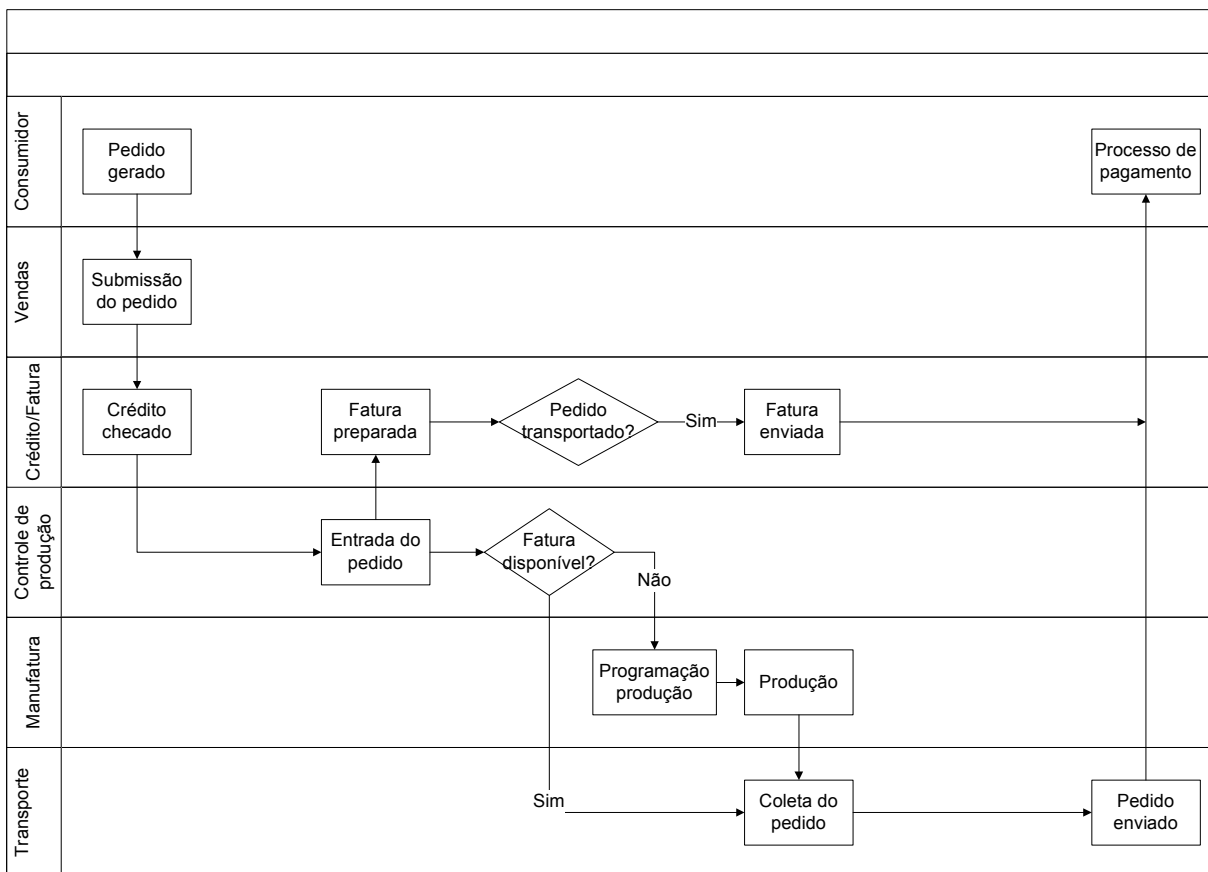 Consumidor
Pedido
gerado
Processo de
pagamento
Vendas
Submissão
do pedido
Crédito/Fatura
Crédito
checado
Fatura
preparada
Pedido
transportado?
Sim
Fatura
enviada
Controle de
produção
Entrada do
pedido
Fatura
disponível?
Não
Manufatura
Programação
produção
Produção
Transporte
Sim
Coleta do
pedido
Pedido
enviado